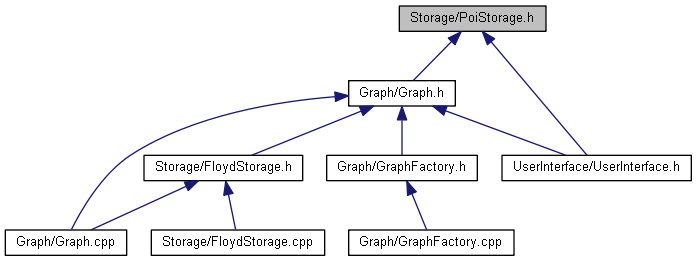 Storage/PoiStorage.h
Graph/Graph.h
Storage/FloydStorage.h
Graph/GraphFactory.h
UserInterface/UserInterface.h
Graph/Graph.cpp
Storage/FloydStorage.cpp
Graph/GraphFactory.cpp